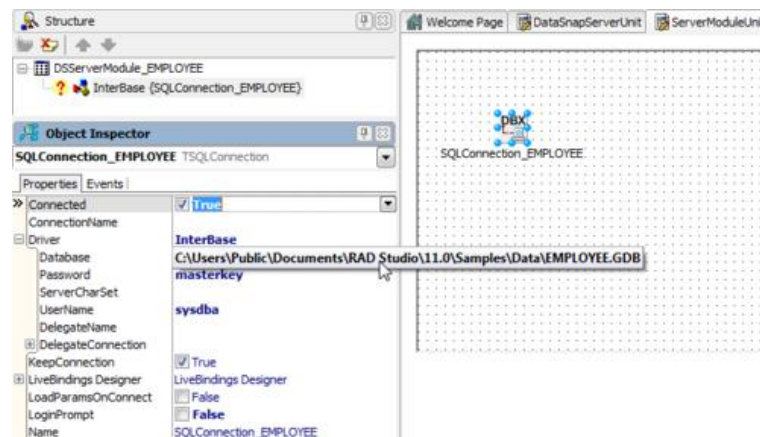 Structure
DSServerModule_EMPLOYEE
InterBase {SQLConnection_EMPLOYEE}
Object Inspector
SQLConnection_EMPLOYEE TSQLConnection
Properties Events
Connected True
ConnectionName
Driver InterBase
Database C:\Users\Public\Documents\RAD Studio\11.0\Samples\Data\EMPLOYEE.GDB
Password masterkey
ServerCharSet
UserName sysdba
DelegateName
DelegateConnection
KeepConnection True
LiveBindings Designer LiveBindings Designer
LoadParamsOnConnect False
LoginPrompt False
Name SQLConnection_EMPLOYEE
Welcome Page DataSnapServerUnit ServerModuleUni
DBX
SQLConnection_EMPLOYEE